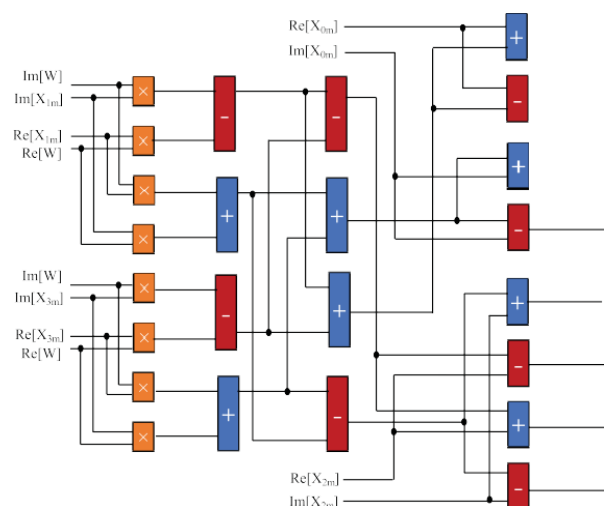 Re[X0m]
Im[X0m]
+
-
Im[W]
Im[X1m]
×
-
-
Re[X1m]
Re[W]
×
+
×
+
+
-
×
Im[W]
Im[X3m]
×
-
+
+
Re[X3m]
Re[W]
×
-
×
+
-
+
×
Re[X2m]
Im[X2m]
-